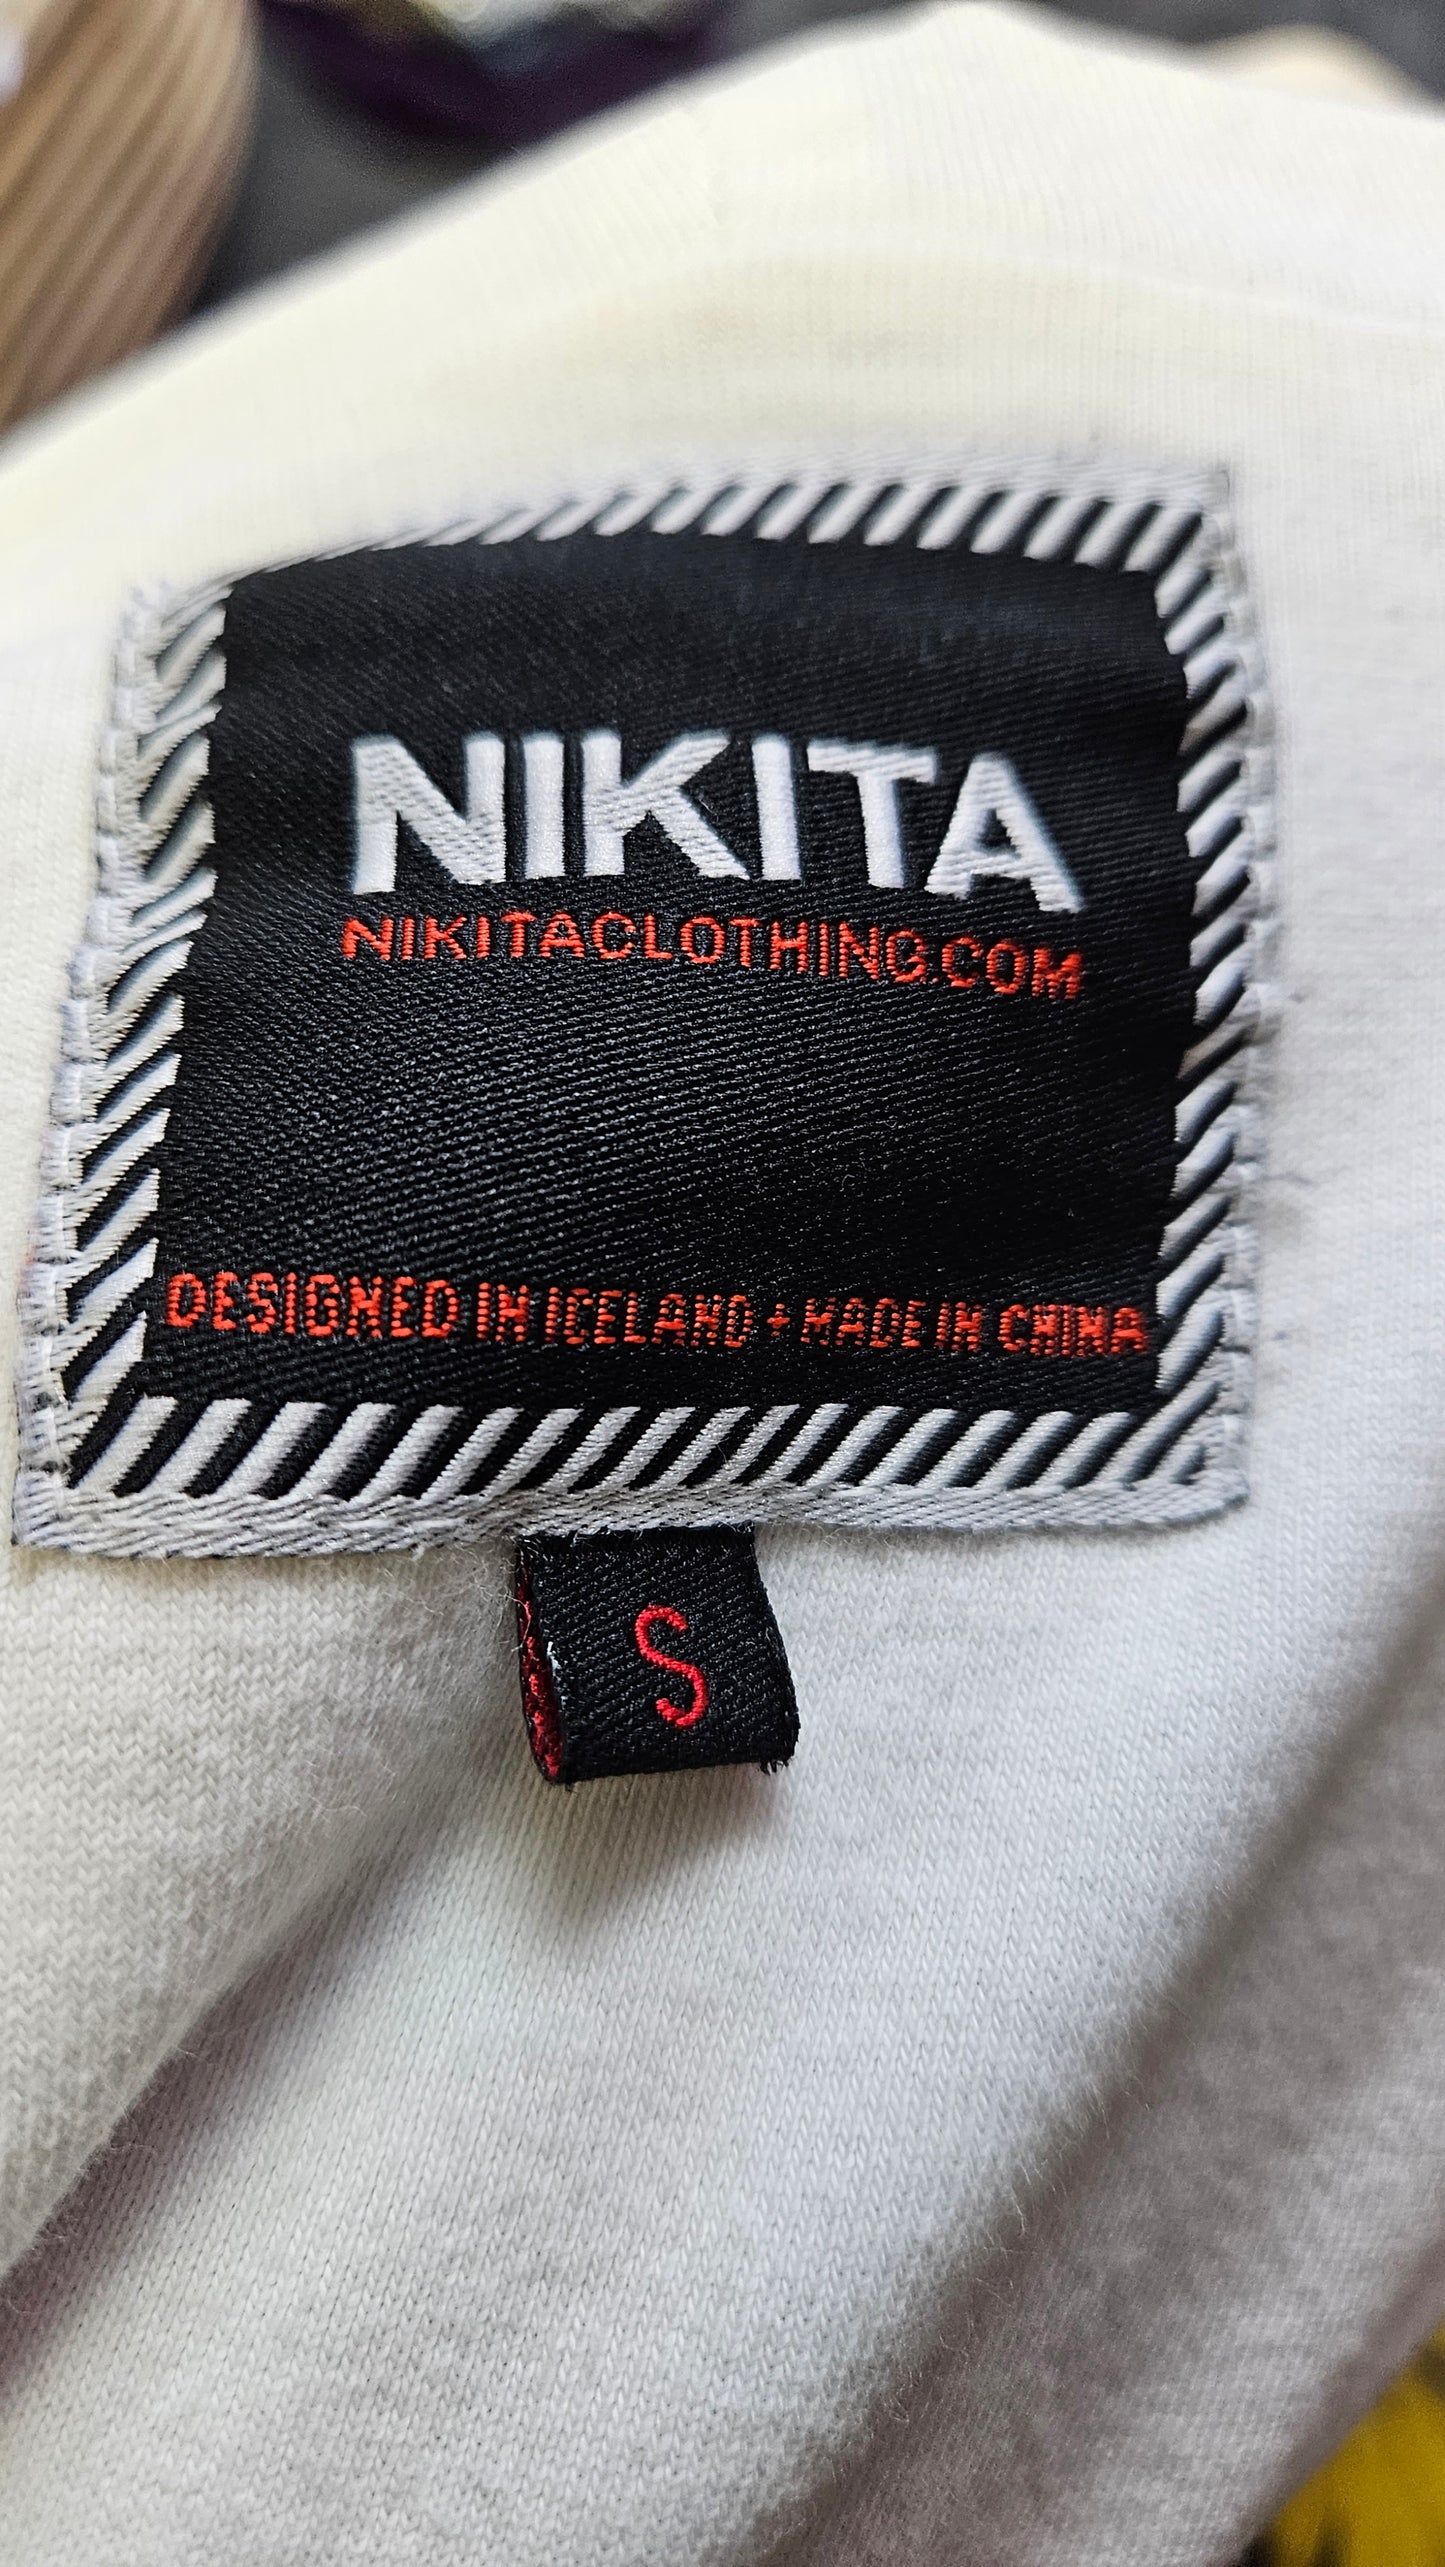 NIKITA
NIKITACLOTHING.COM
DESIGNED IN ICELAND + MADE IN CHINA
S